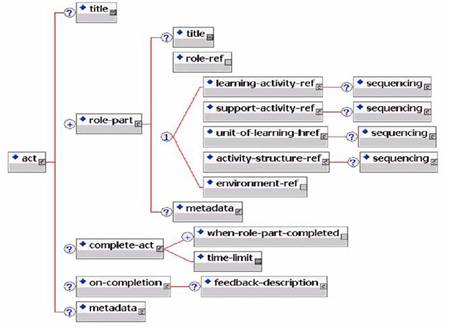 title
title
role-ref
learning-activity-ref
sequencing
support-activity-ref
sequencing
role-part
unit-of-learning-href
sequencing
act
activity-structure-ref
sequencing
environment-ref
metadata
complete-act
when-role-part-completed
time-limit
on-completion
feedback-description
metadata